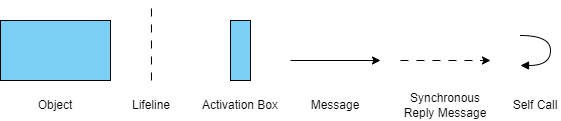 Object
Lifeline
Activation Box
Message
Synchronous
Reply Message
Self Call